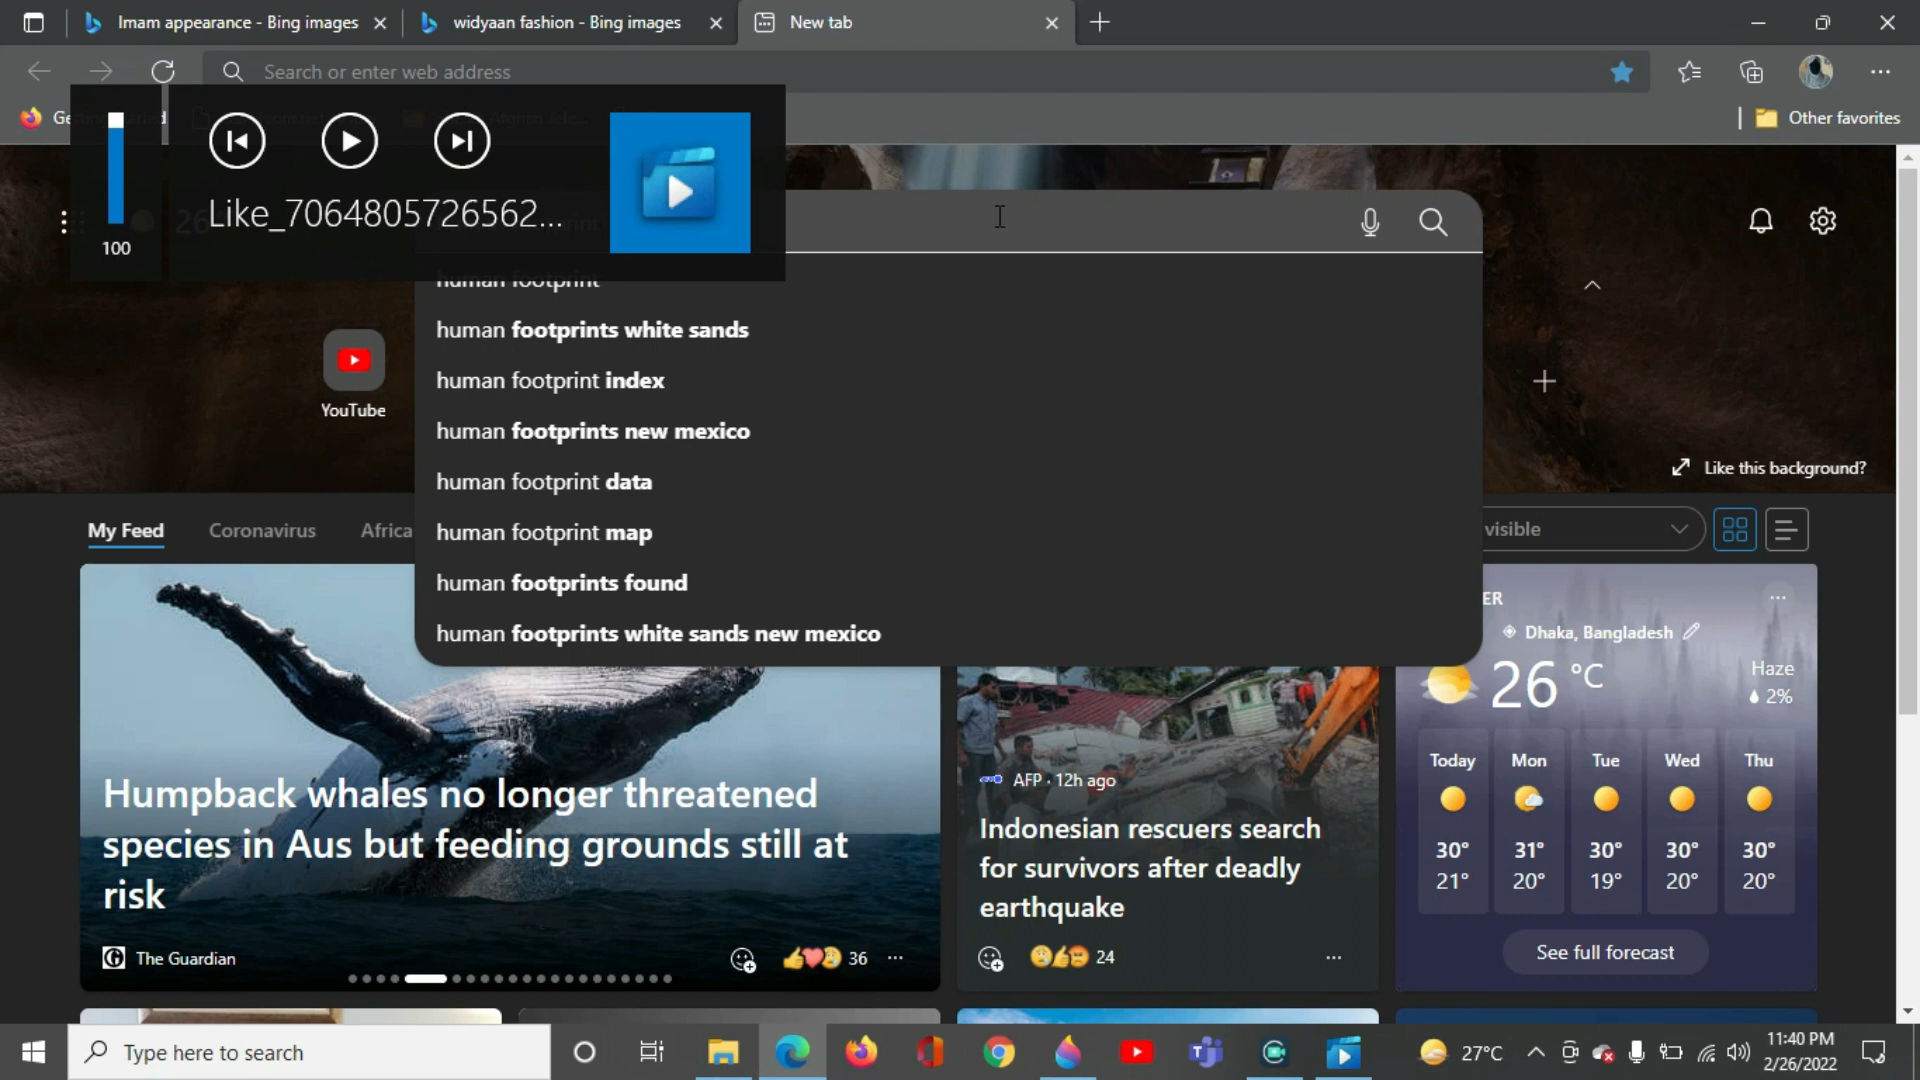 Imam appearance - Bing images
widyaan fashion - Bing images
New tab
Search or enter web address
Other favorites
100
Like_7064805726562...
human footprint
human footprints white sands
human footprint index
human footprints new mexico
human footprint data
human footprint map
human footprints found
human footprints white sands new mexico
YouTube
Like this background?
My Feed
Coronavirus
Africa
visible
Humpback whales no longer threatened
species in Aus but feeding grounds still at
risk
The Guardian
36
AFP · 12h ago
Indonesian rescuers search
for survivors after deadly
earthquake
24
ER
Dhaka, Bangladesh
26 °C
Haze
2%
Today Mon Tue Wed Thu
30° 31° 30° 30° 30°
21° 20° 19° 20° 20°
See full forecast
Type here to search
27°C
11:40 PM
2/26/2022